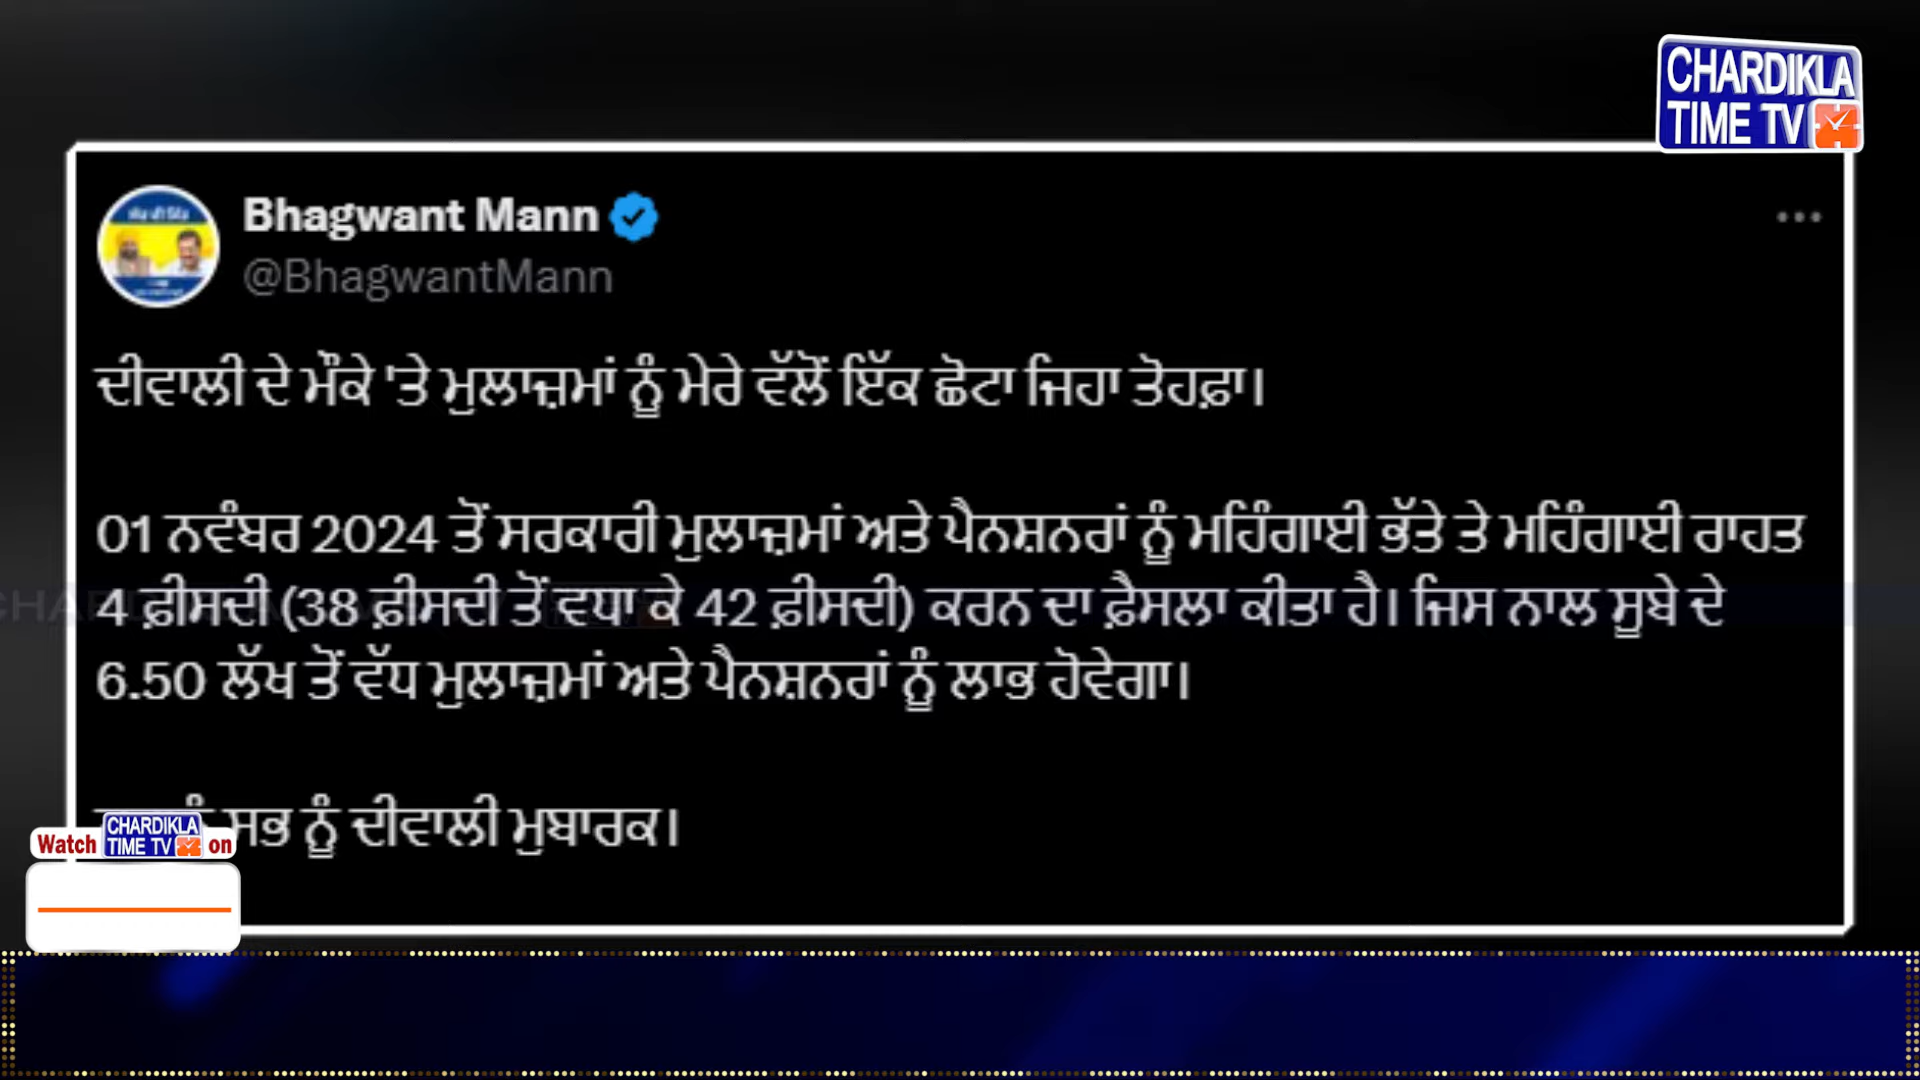 CHARDIKLA
TIME TV
Bhagwant Mann
@BhagwantMann
ਦੀਵਾਲੀ ਦੇ ਮੌਕੇ 'ਤੇ ਮੁਲਾਜ਼ਮਾਂ ਨੂੰ ਮੇਰੇ ਵੱਲੋਂ ਇੱਕ ਛੋਟਾ ਜਿਹਾ ਤੋਹਫ਼ਾ।
01 ਨਵੰਬਰ 2024 ਤੋਂ ਸਰਕਾਰੀ ਮੁਲਾਜ਼ਮਾਂ ਅਤੇ ਪੈਨਸ਼ਨਰਾਂ ਨੂੰ ਮਹਿੰਗਾਈ ਭੱਤੇ ਤੇ ਮਹਿੰਗਾਈ ਰਾਹਤ
4 ਫ਼ੀਸਦੀ (38 ਫ਼ੀਸਦੀ ਤੋਂ ਵਧਾ ਕੇ 42 ਫ਼ੀਸਦੀ) ਕਰਨ ਦਾ ਫ਼ੈਸਲਾ ਕੀਤਾ ਹੈ। ਜਿਸ ਨਾਲ ਸੂਬੇ ਦੇ
6.50 ਲੱਖ ਤੋਂ ਵੱਧ ਮੁਲਾਜ਼ਮਾਂ ਅਤੇ ਪੈਨਸ਼ਨਰਾਂ ਨੂੰ ਲਾਭ ਹੋਵੇਗਾ।
ਸਭ ਨੂੰ ਦੀਵਾਲੀ ਮੁਬਾਰਕ।
Watch CHARDIKLA TIME TV on